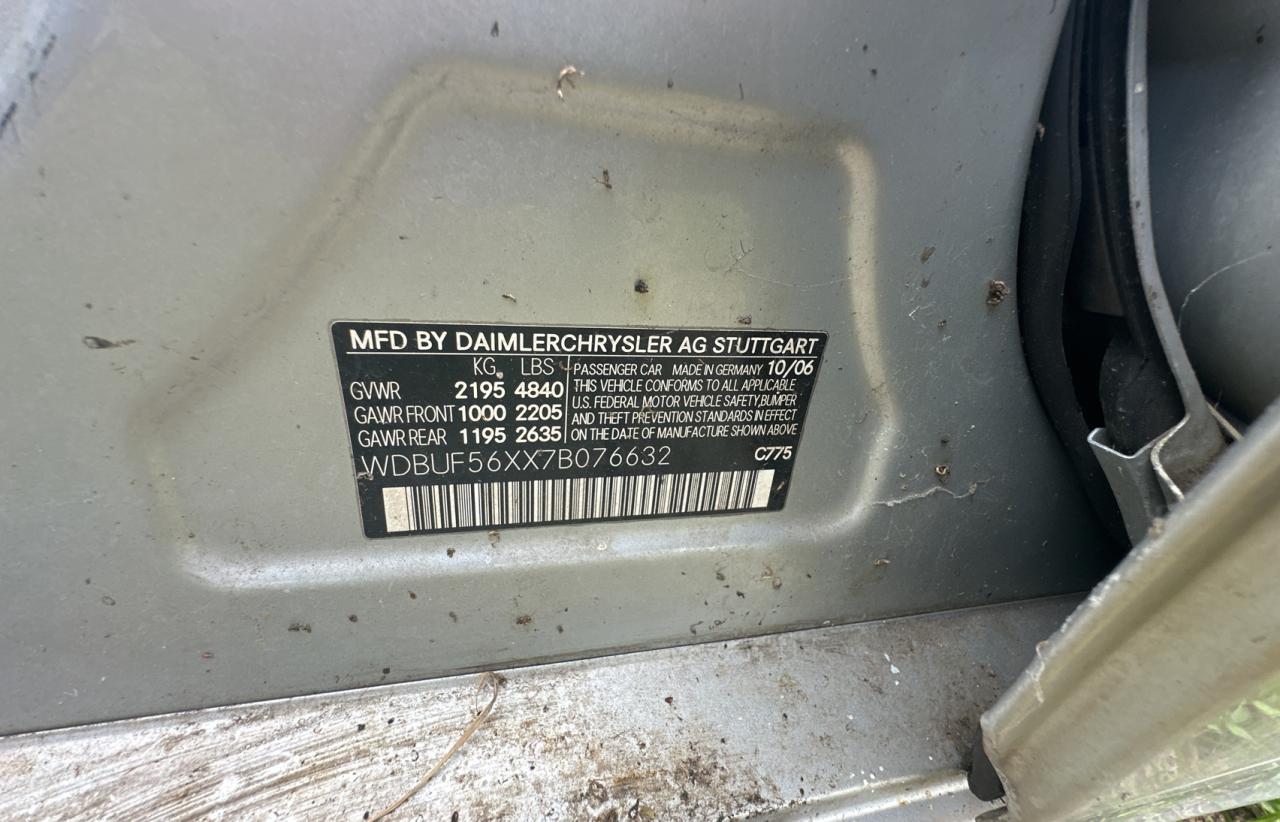 MFD BY DAIMLERCHRYSLER AG STUTTGART
KG LBS
GVWR 2195 4840
GAWR FRONT 1000 2205
GAWR REAR 1195 2635
PASSENGER CAR MADE IN GERMANY 10/06
THIS VEHICLE CONFORMS TO ALL APPLICABLE
U.S. FEDERAL MOTOR VEHICLE SAFETY,BUMPER
AND THEFT PREVENTION STANDARDS IN EFFECT
ON THE DATE OF MANUFACTURE SHOWN ABOVE
WDBUF56XX7B076632
C775